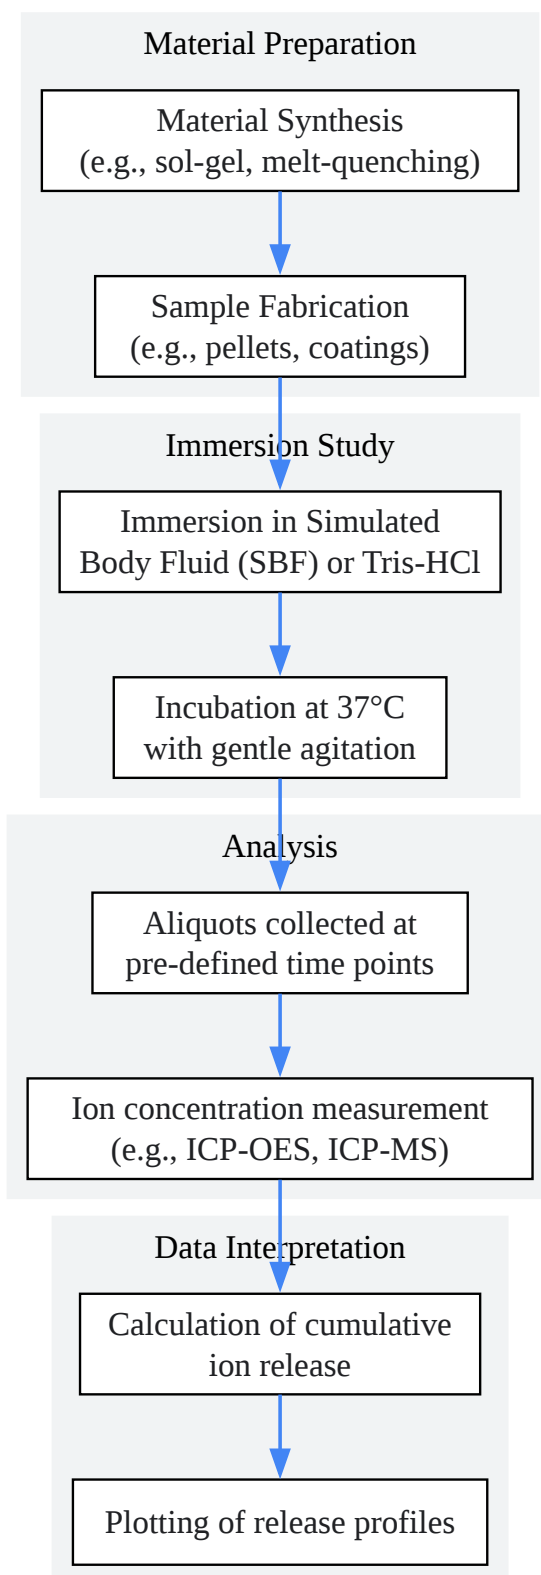 Material Preparation
Material Synthesis
(e.g., sol-gel, melt-quenching)
Sample Fabrication
(e.g., pellets, coatings)
Immersion Study
Immersion in Simulated
Body Fluid (SBF) or Tris-HCl
Incubation at 37°C
with gentle agitation
Analysis
Aliquots collected at
pre-defined time points
Ion concentration measurement
(e.g., ICP-OES, ICP-MS)
Data Interpretation
Calculation of cumulative
ion release
Plotting of release profiles